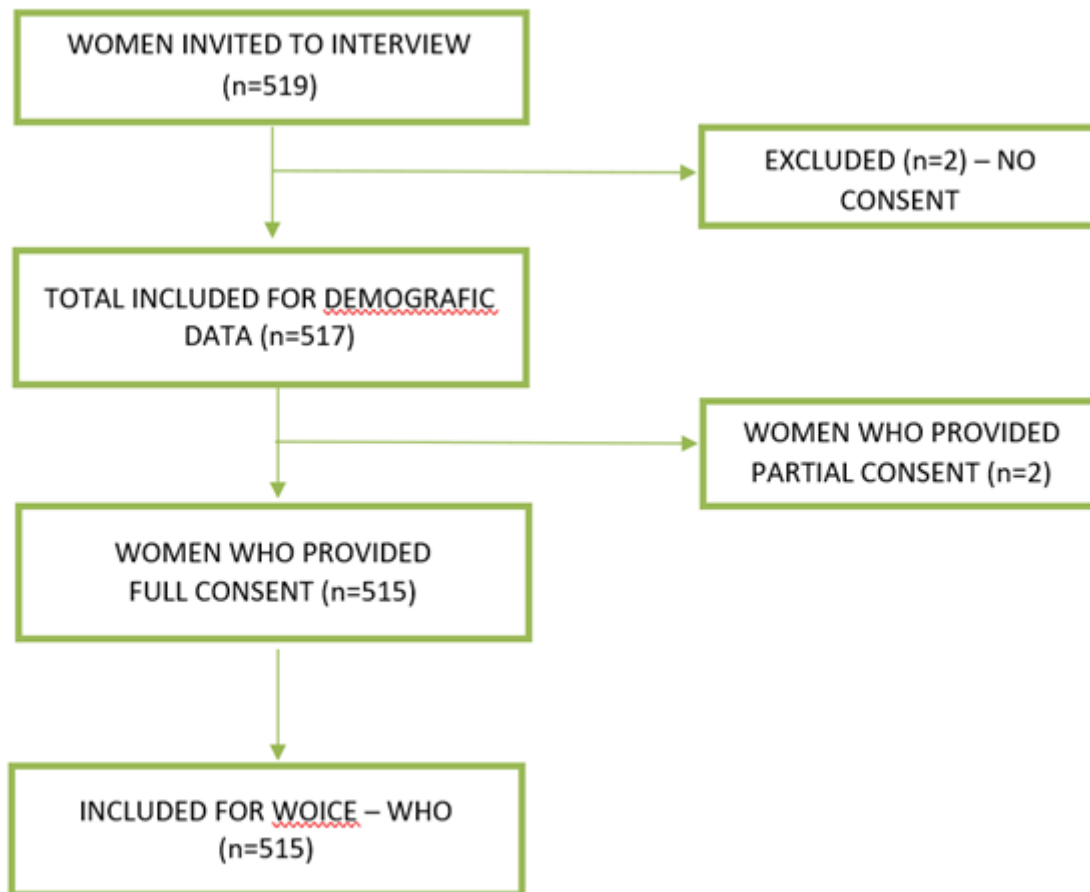 WOMEN INVITED TO INTERVIEW
(n=519)
EXCLUDED (n=2) – NO
CONSENT
TOTAL INCLUDED FOR DEMOGRAFIC
DATA (n=517)
WOMEN WHO PROVIDED
PARTIAL CONSENT (n=2)
WOMEN WHO PROVIDED
FULL CONSENT (n=515)
INCLUDED FOR WOICE – WHO
(n=515)